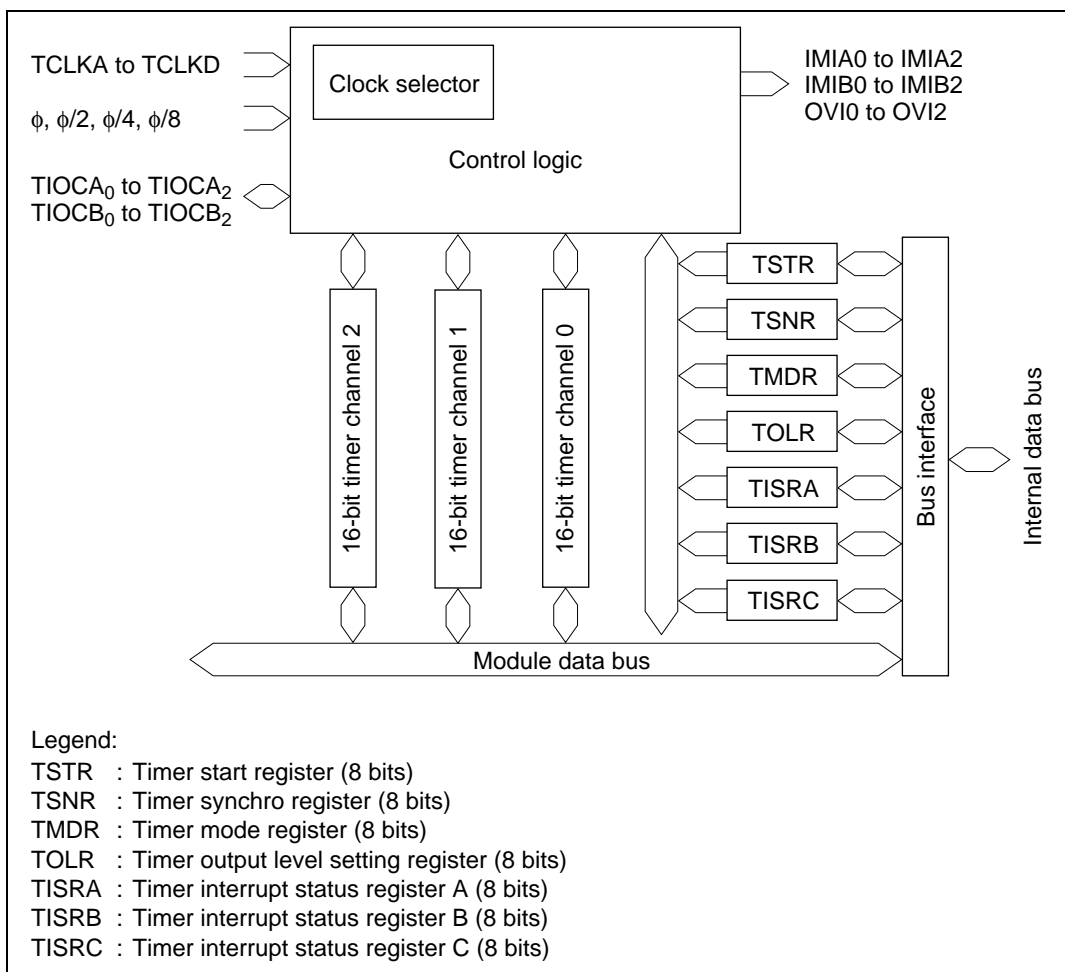 TCLKA to TCLKD
ϕ, ϕ/2, ϕ/4, ϕ/8
TIOCA0 to TIOCA2
TIOCB0 to TIOCB2
Clock selector
Control logic
IMIA0 to IMIA2
IMIB0 to IMIB2
OVI0 to OVI2
16-bit timer channel 2
16-bit timer channel 1
16-bit timer channel 0
TSTR
TSNR
TMDR
TOLR
TISRA
TISRB
TISRC
Bus interface
Internal data bus
Module data bus
Legend:
TSTR : Timer start register (8 bits)
TSNR : Timer synchro register (8 bits)
TMDR : Timer mode register (8 bits)
TOLR : Timer output level setting register (8 bits)
TISRA : Timer interrupt status register A (8 bits)
TISRB : Timer interrupt status register B (8 bits)
TISRC : Timer interrupt status register C (8 bits)